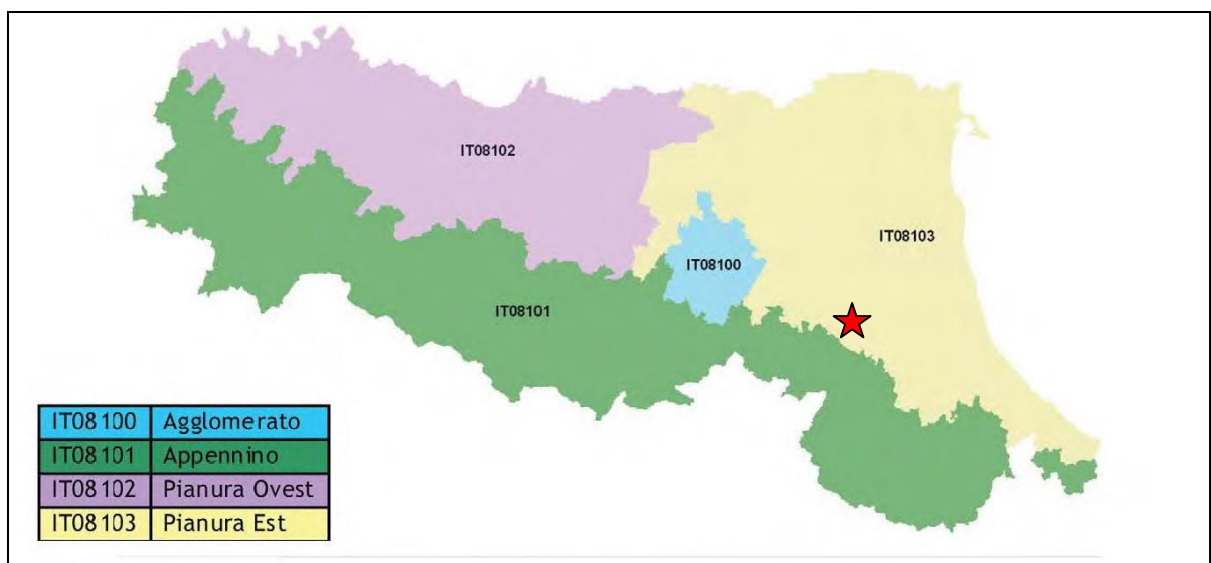 IT08102
IT08103
IT08100
IT08101
IT08100 Agglomerato
IT08101 Appennino
IT08102 Pianura Ovest
IT08103 Pianura Est